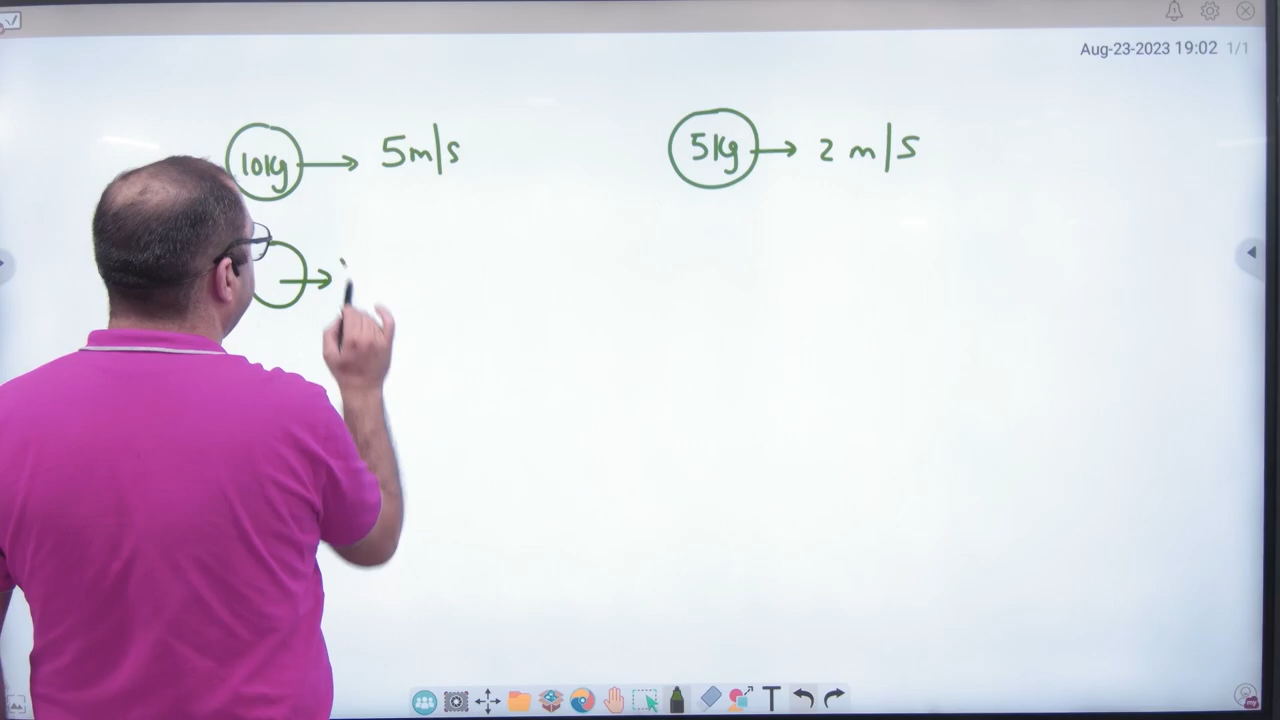 Aug-23-2023 19:02 1/1
10kg → 5m/s
5kg → 2 m/s
T